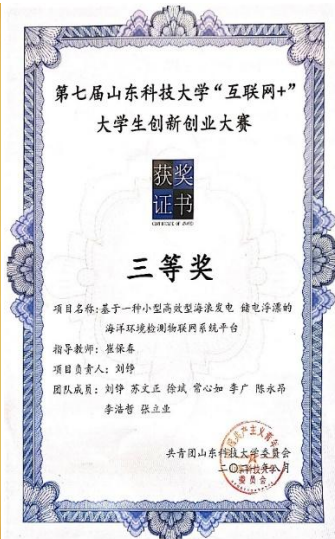 第七届山东科技大学“互联网+”
大学生创新创业大赛
获奖
证书
三等奖
项目名称:基于一种小型高效型海浪发电 储电浮漂的
海洋环境检测物联网系统平台
指导教师: 崔保春
项目负责人: 刘铮
团队成员: 刘铮 苏文正 徐斌 常心如 李广 陈永昂
李浩哲 张立业
共青团山东科技大学委员会
二〇二 年 月